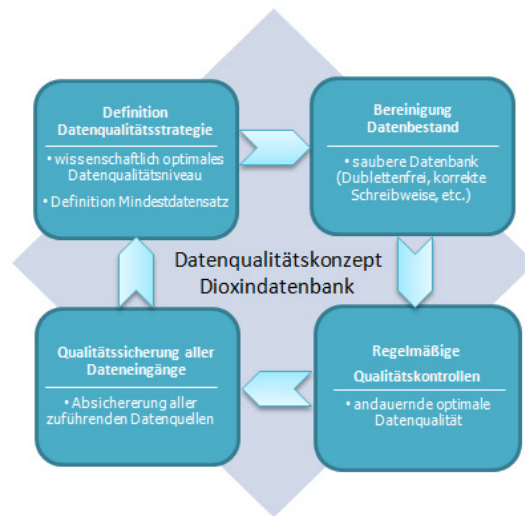 Definition
Datenqualitätsstrategie
• wissenschaftlich optimales
Datenqualitätsniveau
• Definition Mindestdatensatz
Bereinigung
Datenbestand
• saubere Datenbank
(Dublettenfrei, korrekte
Schreibweise, etc.)
Datenqualitätskonzept
Dioxindatenbank
Qualitätssicherung aller
Dateneingänge
• Absichererung aller
zuführenden Datenquellen
Regelmäßige
Qualitätskontrollen
• andauernde optimale
Datenqualität